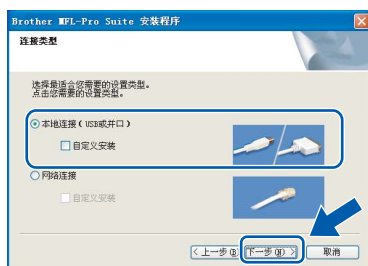 Brother MFL-Pro Suite 安装程序
连接类型
选择最适合您需要的设置类型。
点击您需要的设置类型。
本地连接（USB或并口）
自定义安装
网络连接
自定义安装
< 上一步(B)
下一步(N) >
取消